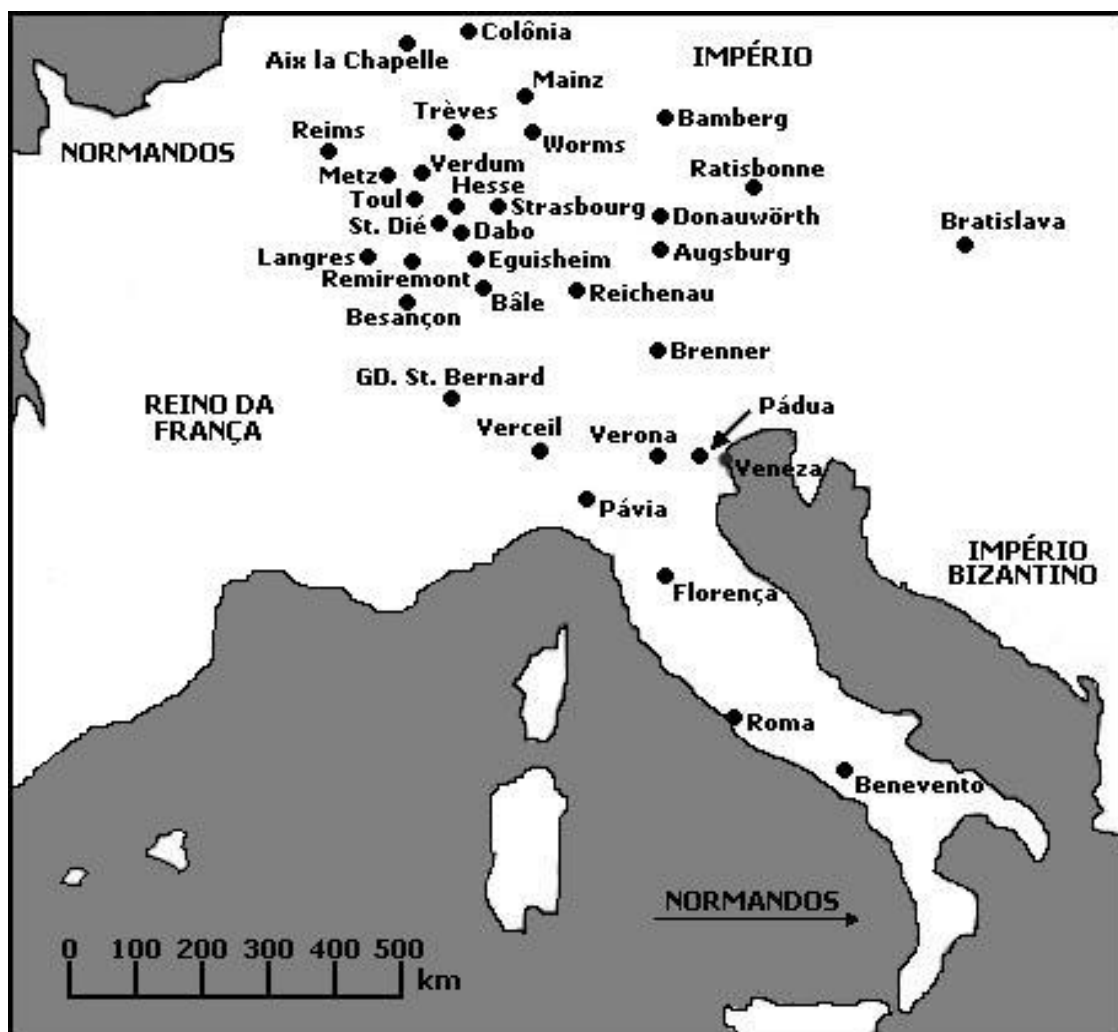 Colônia
Aix la Chapelle
IMPÉRIO
Mainz
Trèves
Bamberg
Reims
Worms
NORMANDOS
Verdum
Ratisbonne
Metz
Hesse
Toul
Strasbourg
Donauwörth
Bratislava
St. Dié
Dabo
Langres
Eguisheim
Augsburg
Remiremont
Bâle
Reichenau
Besançon
Brenner
GD. St. Bernard
REINO DA
FRANÇA
Pádua
Verceil
Verona
Veneza
Pávia
IMPÉRIO
BIZANTINO
Florença
Roma
Benevento
NORMANDOS
0 100 200 300 400 500
km